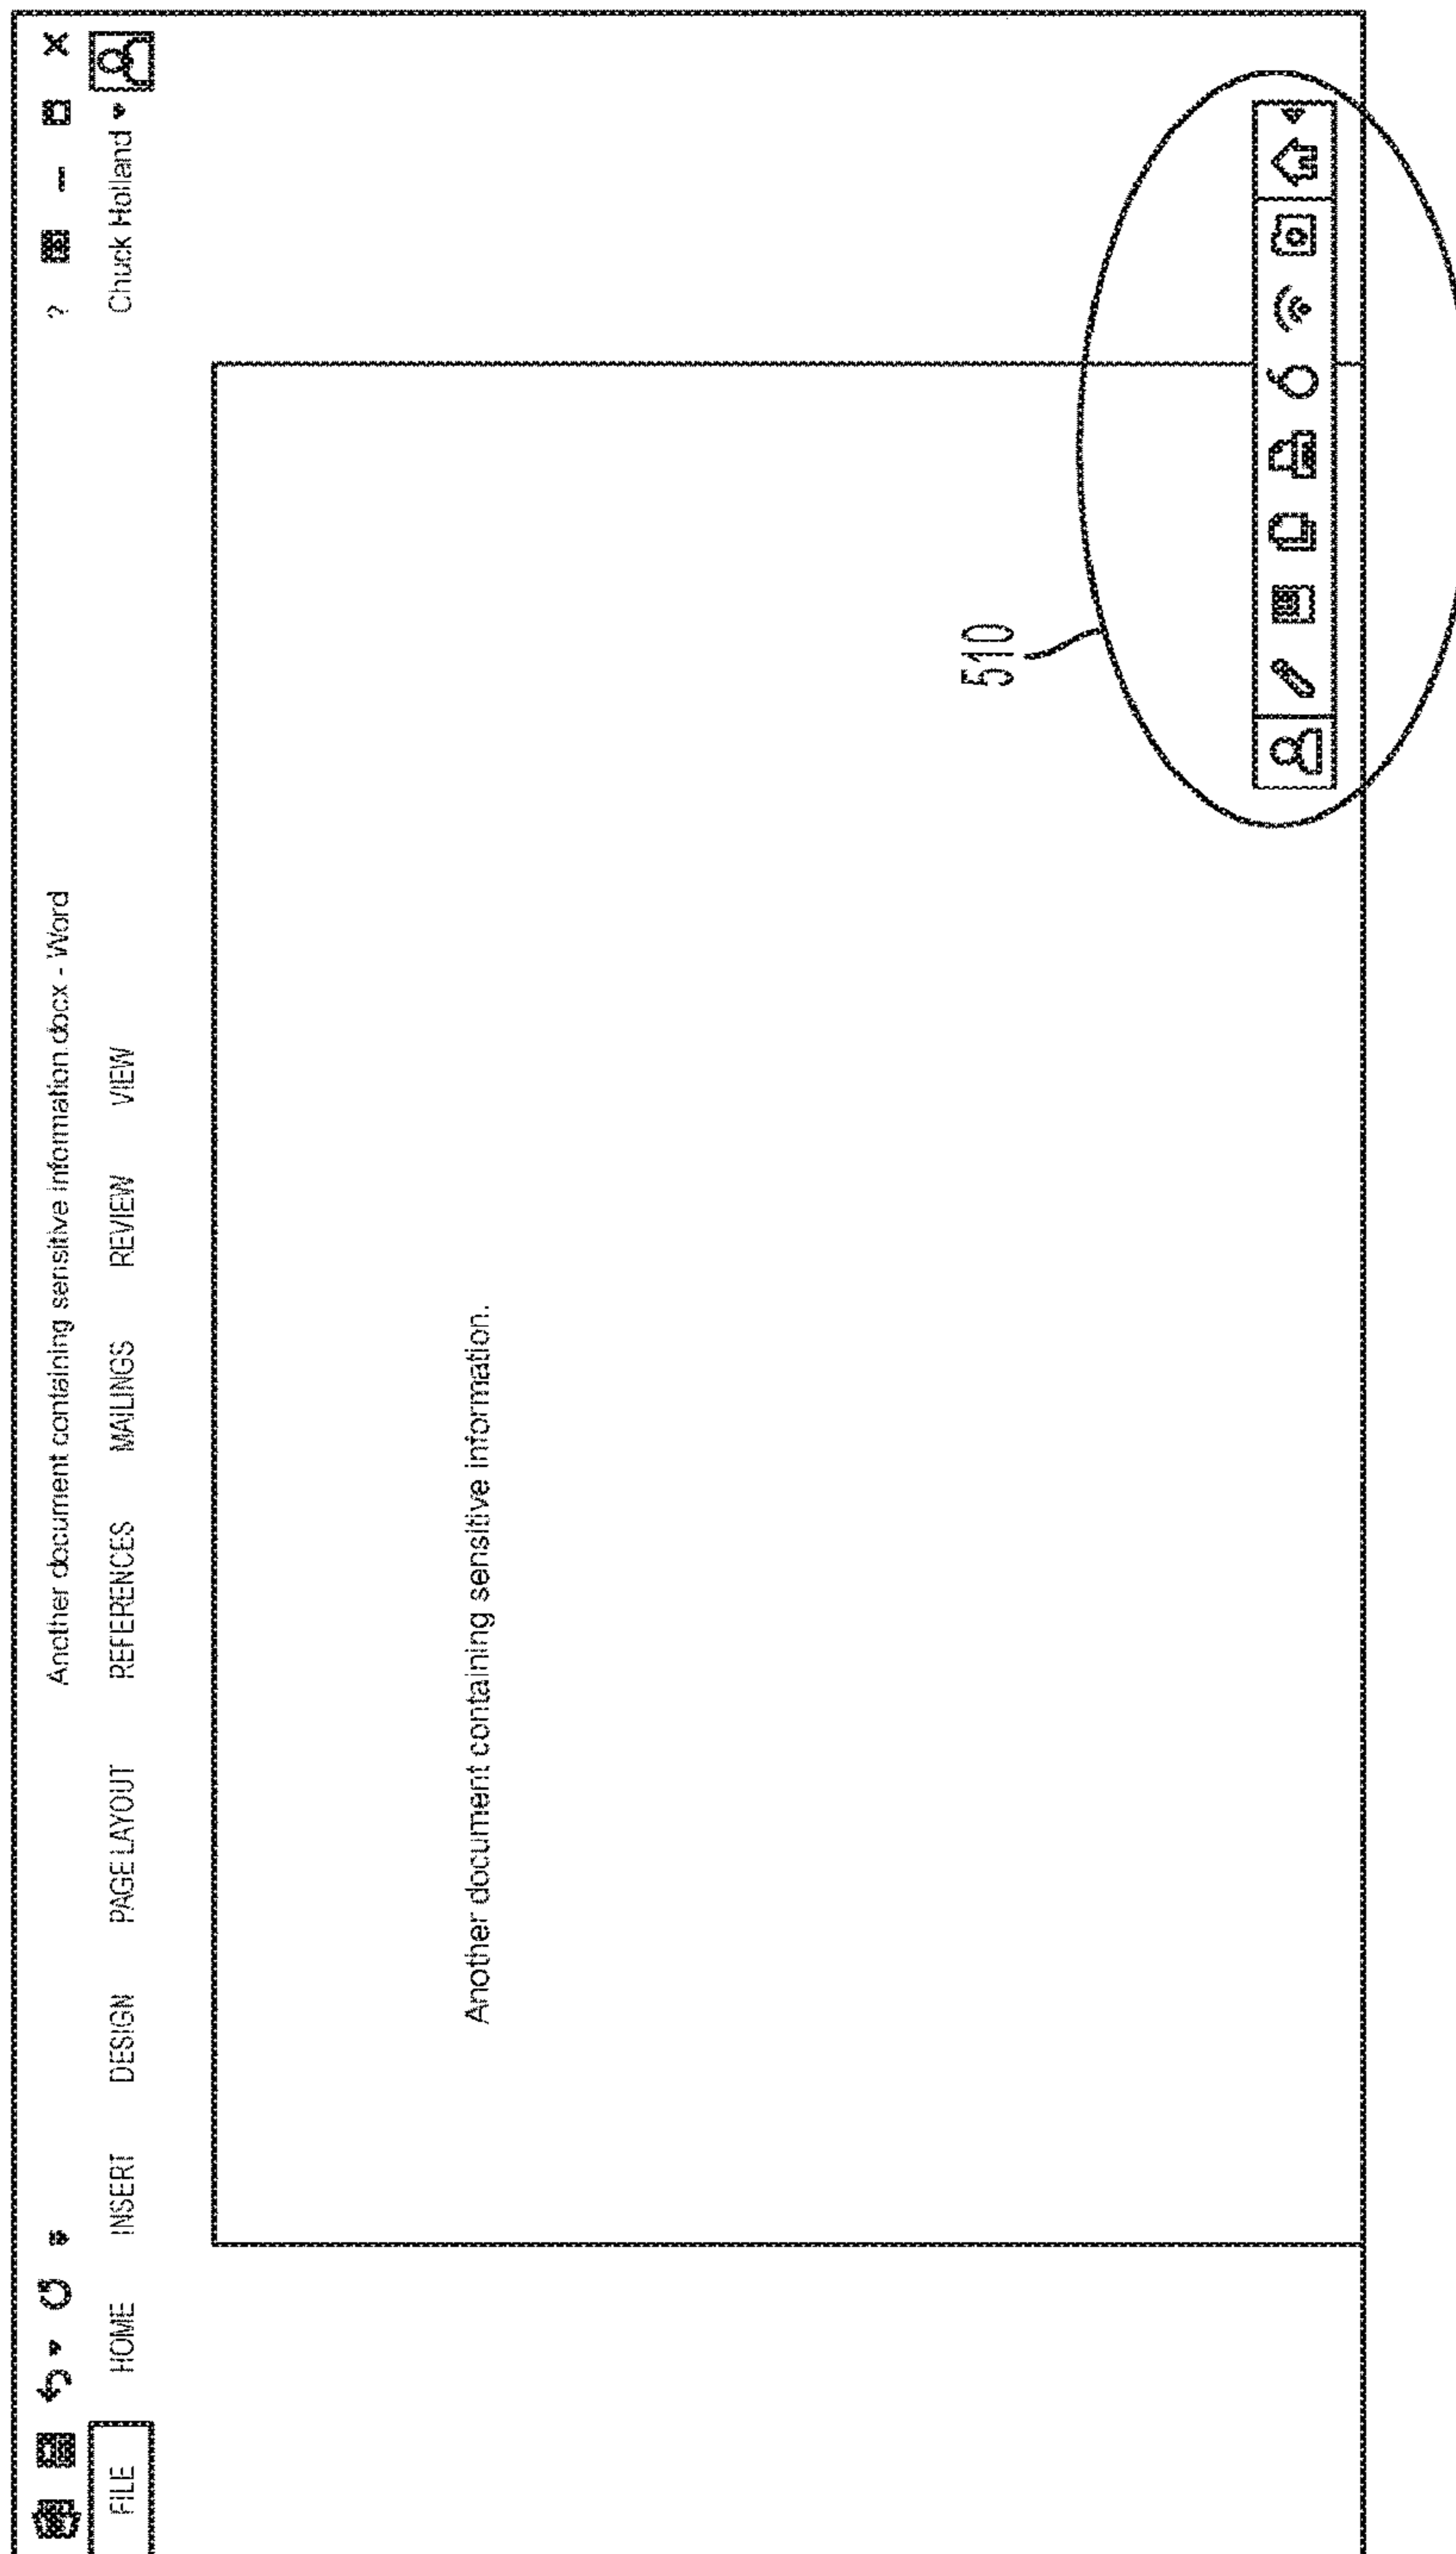 Another document containing sensitive information.docx - Word
?
FILE HOME INSERT DESIGN PAGE LAYOUT REFERENCES MAILINGS REVIEW VIEW Chuck Holland
Another document containing sensitive information.
510